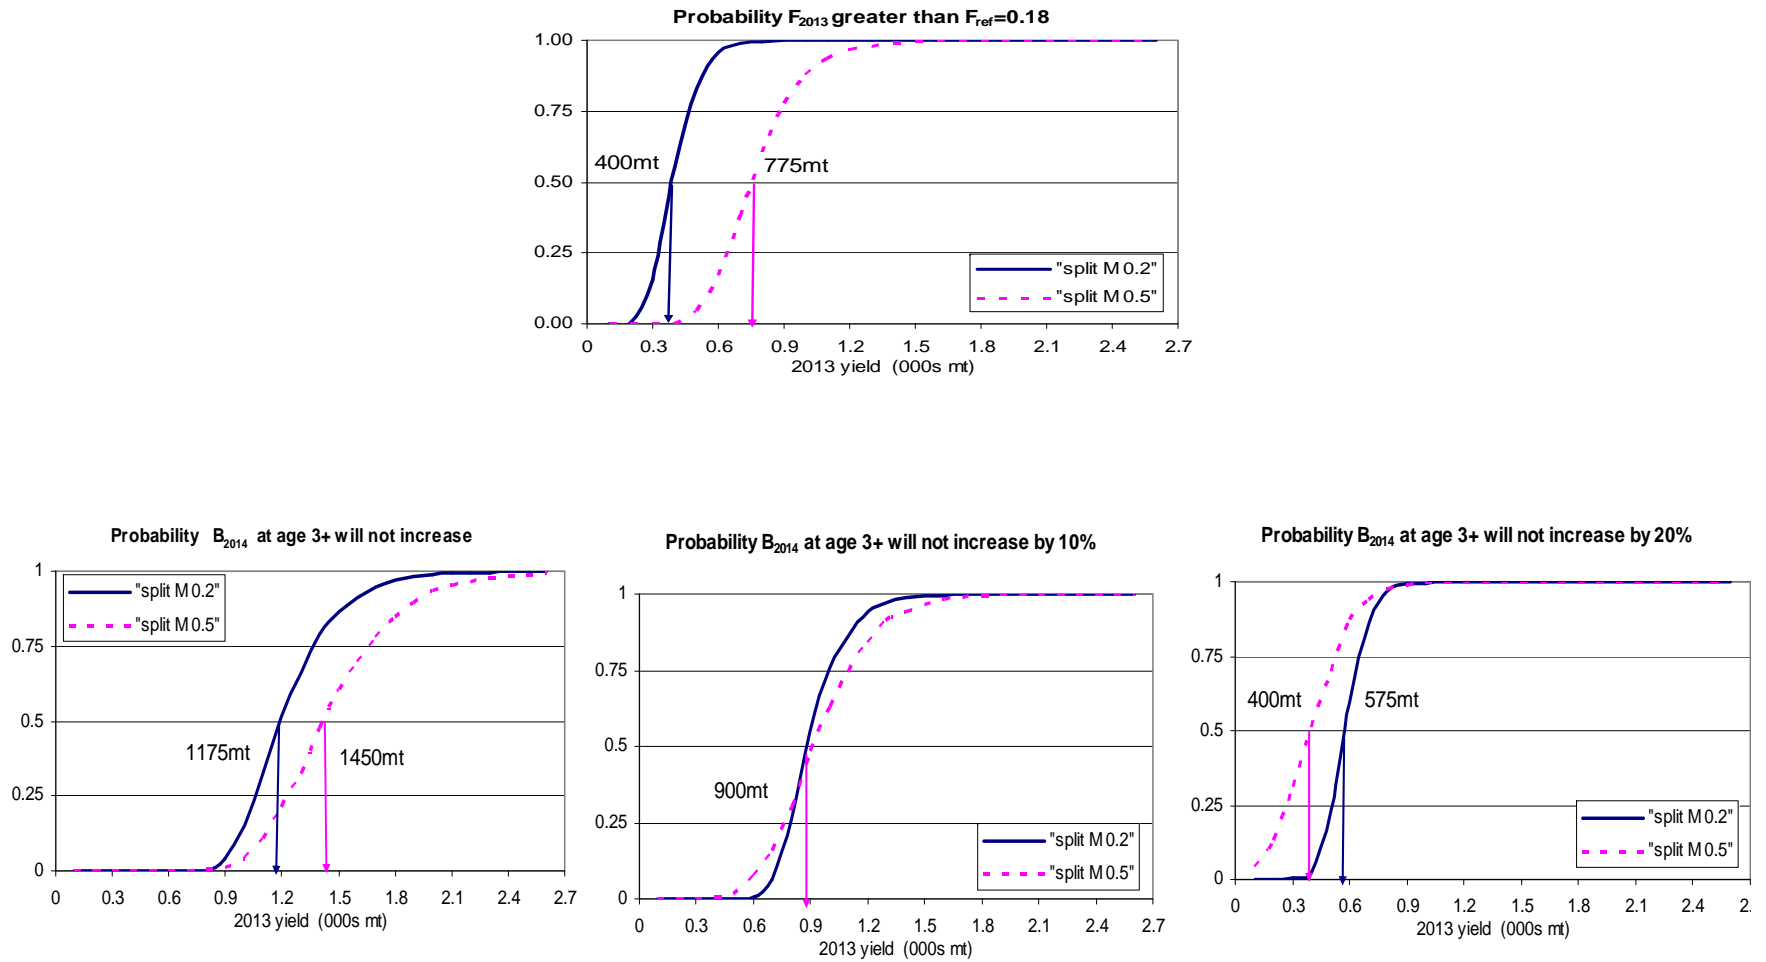 Probability F2013 greater than Fref=0.18
1.00
0.75
0.50
0.25
0.00
400mt
775mt
"split M 0.2"
"split M 0.5"
0 0.3 0.6 0.9 1.2 1.5 1.8 2.1 2.4 2.7
2013 yield (000s mt)
Probability B2014 at age 3+ will not increase
1
0.75
0.5
0.25
0
"split M 0.2"
"split M 0.5"
1175mt
1450mt
0 0.3 0.6 0.9 1.2 1.5 1.8 2.1 2.4 2.7
2013 yield (000s mt)
Probability B2014 at age 3+ will not increase by 10%
1
0.75
0.5
0.25
0
900mt
"split M 0.2"
"split M 0.5"
0 0.3 0.6 0.9 1.2 1.5 1.8 2.1 2.4 2.7
2013 yield (000s mt)
Probability B2014 at age 3+ will not increase by 20%
1
0.75
0.5
0.25
0
400mt
575mt
"split M 0.2"
"split M 0.5"
0 0.3 0.6 0.9 1.2 1.5 1.8 2.1 2.4 2.
2013 yield (000s mt)